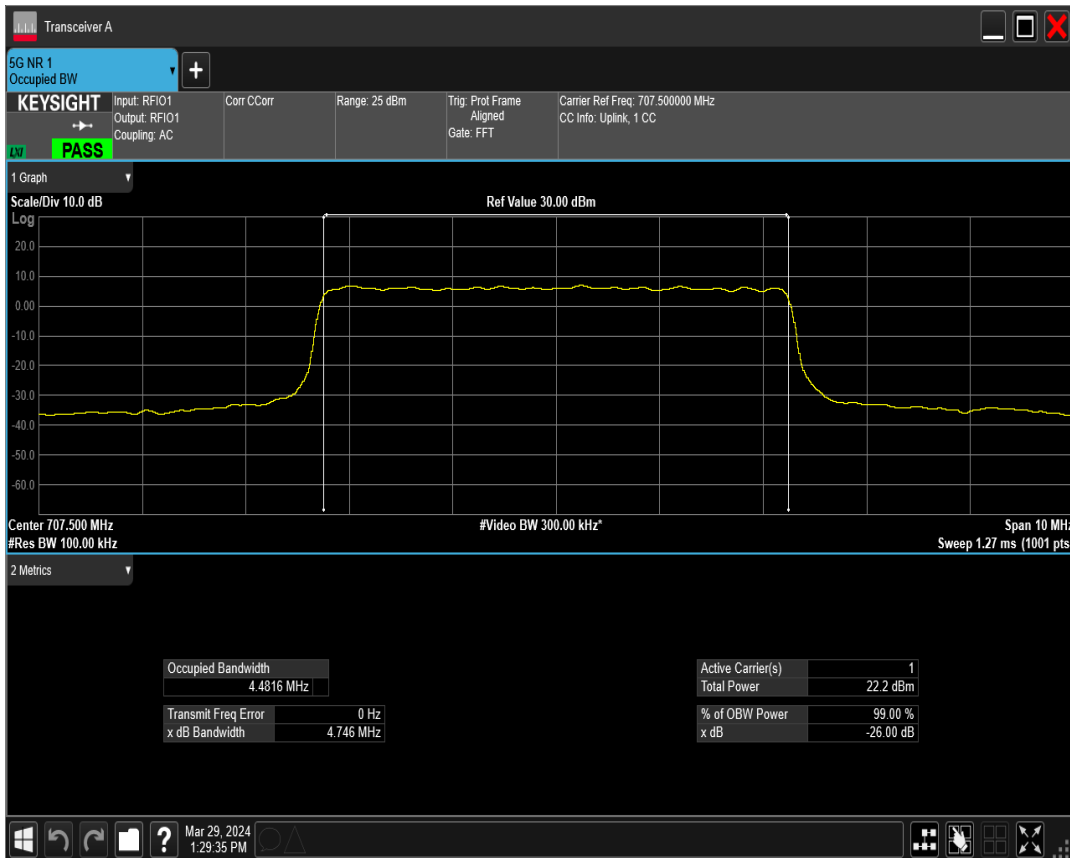 Transceiver A
5G NR 1
Occupied BW
+
KEYSIGHT
LXI
PASS
Input: RFIO1
Output: RFIO1
Coupling: AC
Corr CCorr
Range: 25 dBm
Trig: Prot Frame
Aligned
Gate: FFT
Carrier Ref Freq: 707.500000 MHz
CC Info: Uplink, 1 CC
1 Graph
Scale/Div 10.0 dB
Ref Value 30.00 dBm
Log
20.0
10.0
0.00
-10.0
-20.0
-30.0
-40.0
-50.0
-60.0
Center 707.500 MHz
#Video BW 300.00 kHz*
Span 10 MHz
#Res BW 100.00 kHz
Sweep 1.27 ms (1001 pts
2 Metrics
Occupied Bandwidth
4.4816 MHz
Transmit Freq Error 0 Hz
x dB Bandwidth 4.746 MHz
Active Carrier(s) 1
Total Power 22.2 dBm
% of OBW Power 99.00 %
x dB -26.00 dB
?
Mar 29, 2024
1:29:35 PM